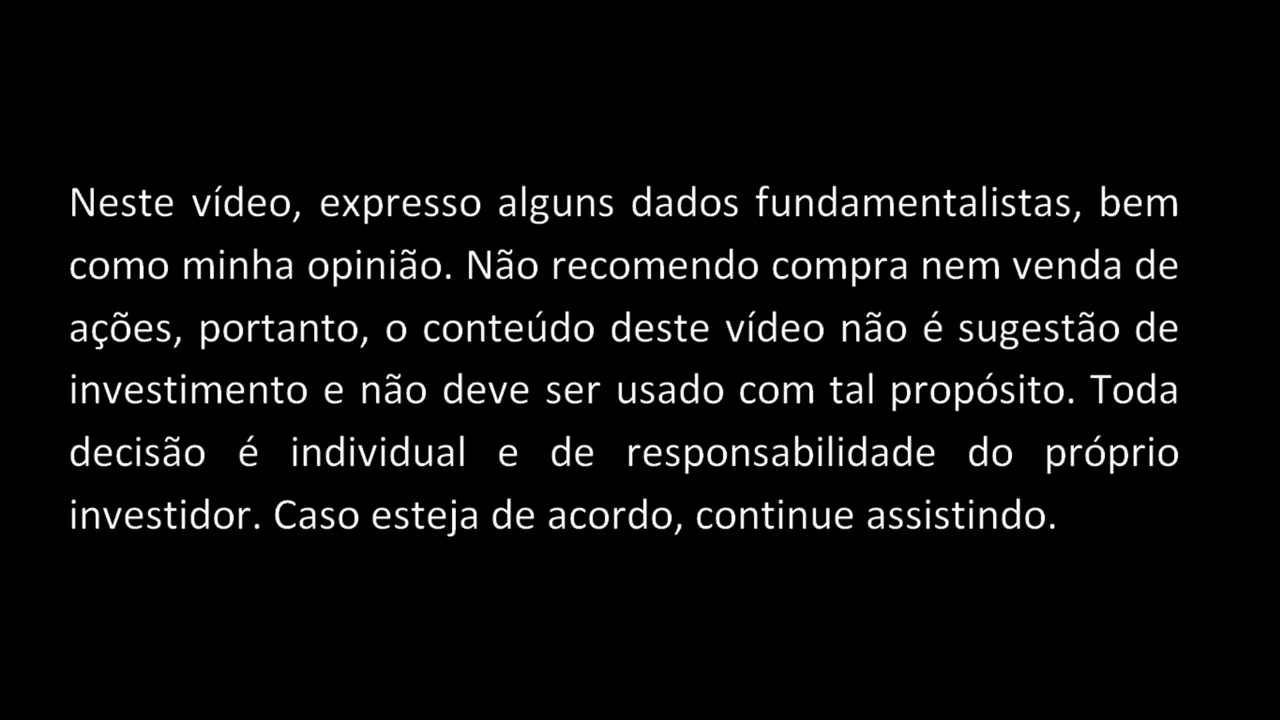 Neste vídeo, expresso alguns dados fundamentalistas, bem
como minha opinião. Não recomendo compra nem venda de
ações, portanto, o conteúdo deste vídeo não é sugestão de
investimento e não deve ser usado com tal propósito. Toda
decisão é individual e de responsabilidade do próprio
investidor. Caso esteja de acordo, continue assistindo.